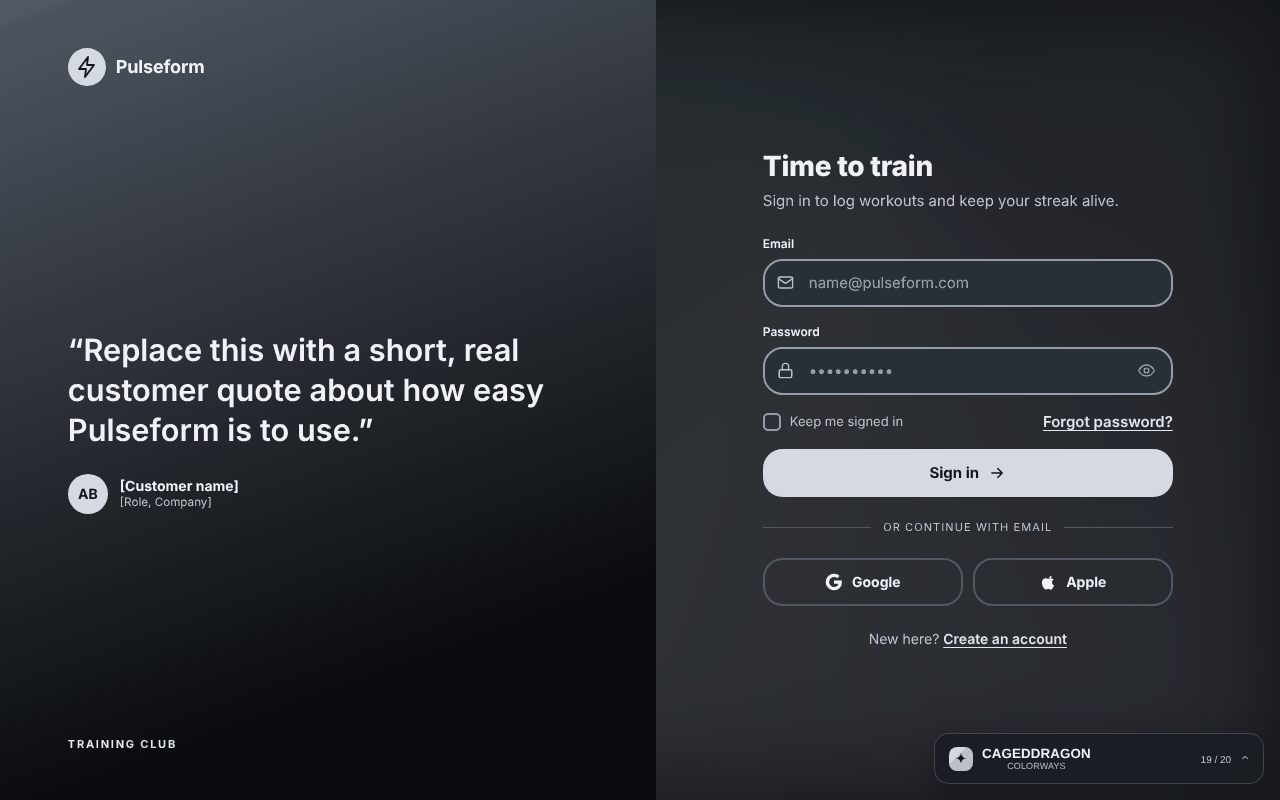 Pulseform
“Replace this with a short, real
customer quote about how easy
Pulseform is to use.”
AB
[Customer name]
[Role, Company]
TRAINING CLUB
Time to train
Sign in to log workouts and keep your streak alive.
Email
name@pulseform.com
Password
••••••••••
Keep me signed in
Forgot password?
Sign in
OR CONTINUE WITH EMAIL
Google
Apple
New here? Create an account
CAGEDDRAGON
COLORWAYS
19 / 20